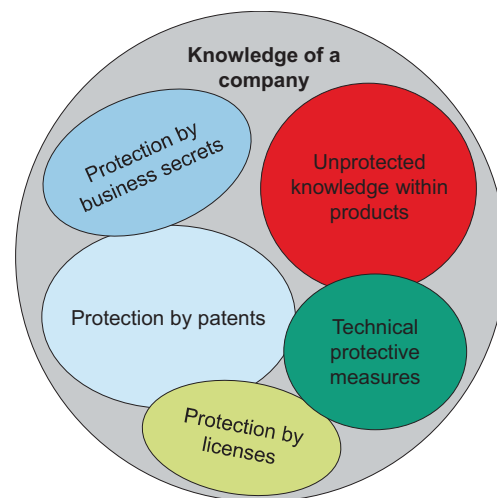 Knowledge of a
company
Protection by
business secrets
Unprotected
knowledge within
products
Protection by patents
Technical
protective
measures
Protection by
licenses